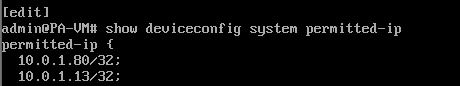 [edit]
admin@PA-VM# show deviceconfig system permitted-ip
permitted-ip {
  10.0.1.80/32;
  10.0.1.13/32;